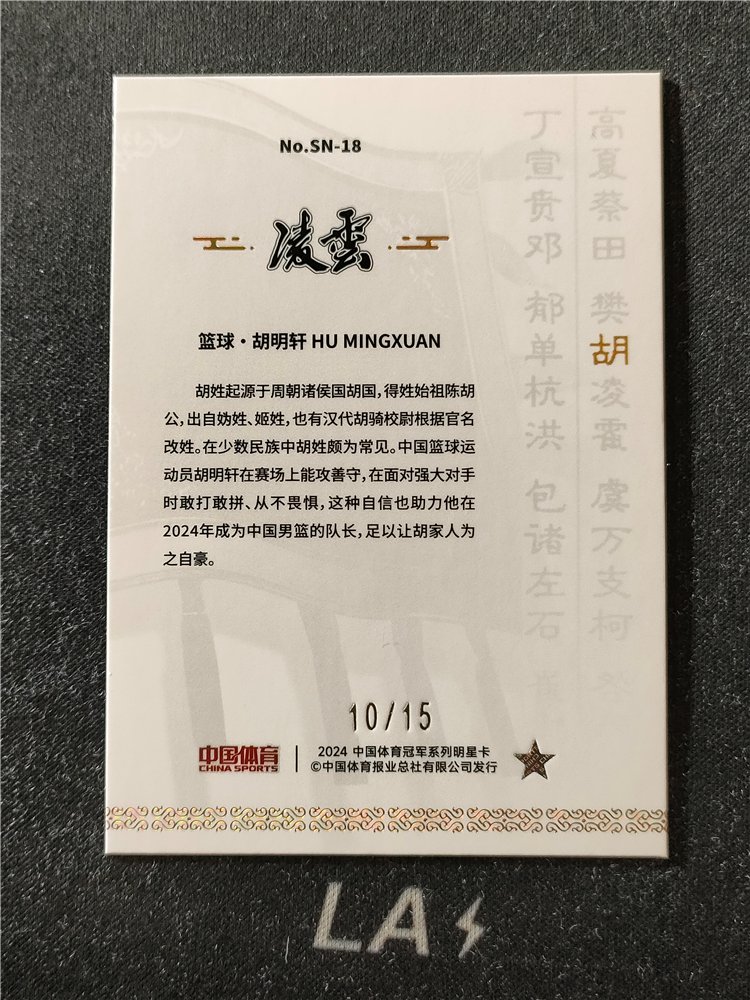 No.SN-18
凌雲
篮球·胡明轩 HU MINGXUAN
胡姓起源于周朝诸侯国胡国，得姓始祖陈胡
公，出自妫姓、姬姓，也有汉代胡骑校尉根据官名
改姓。在少数民族中胡姓颇为常见。中国篮球运
动员胡明轩在赛场上能攻善守，在面对强大对手
时敢打敢拼、从不畏惧，这种自信也助力他在
2024年成为中国男篮的队长，足以让胡家人为
之自豪。
高夏蔡田 樊胡凌霍 虞万支柯
丁宣贲邓 郁单杭洪 包诸左石
10/15
中国体育
CHINA SPORTS
2024 中国体育冠军系列明星卡
©中国体育报业总社有限公司发行
LA